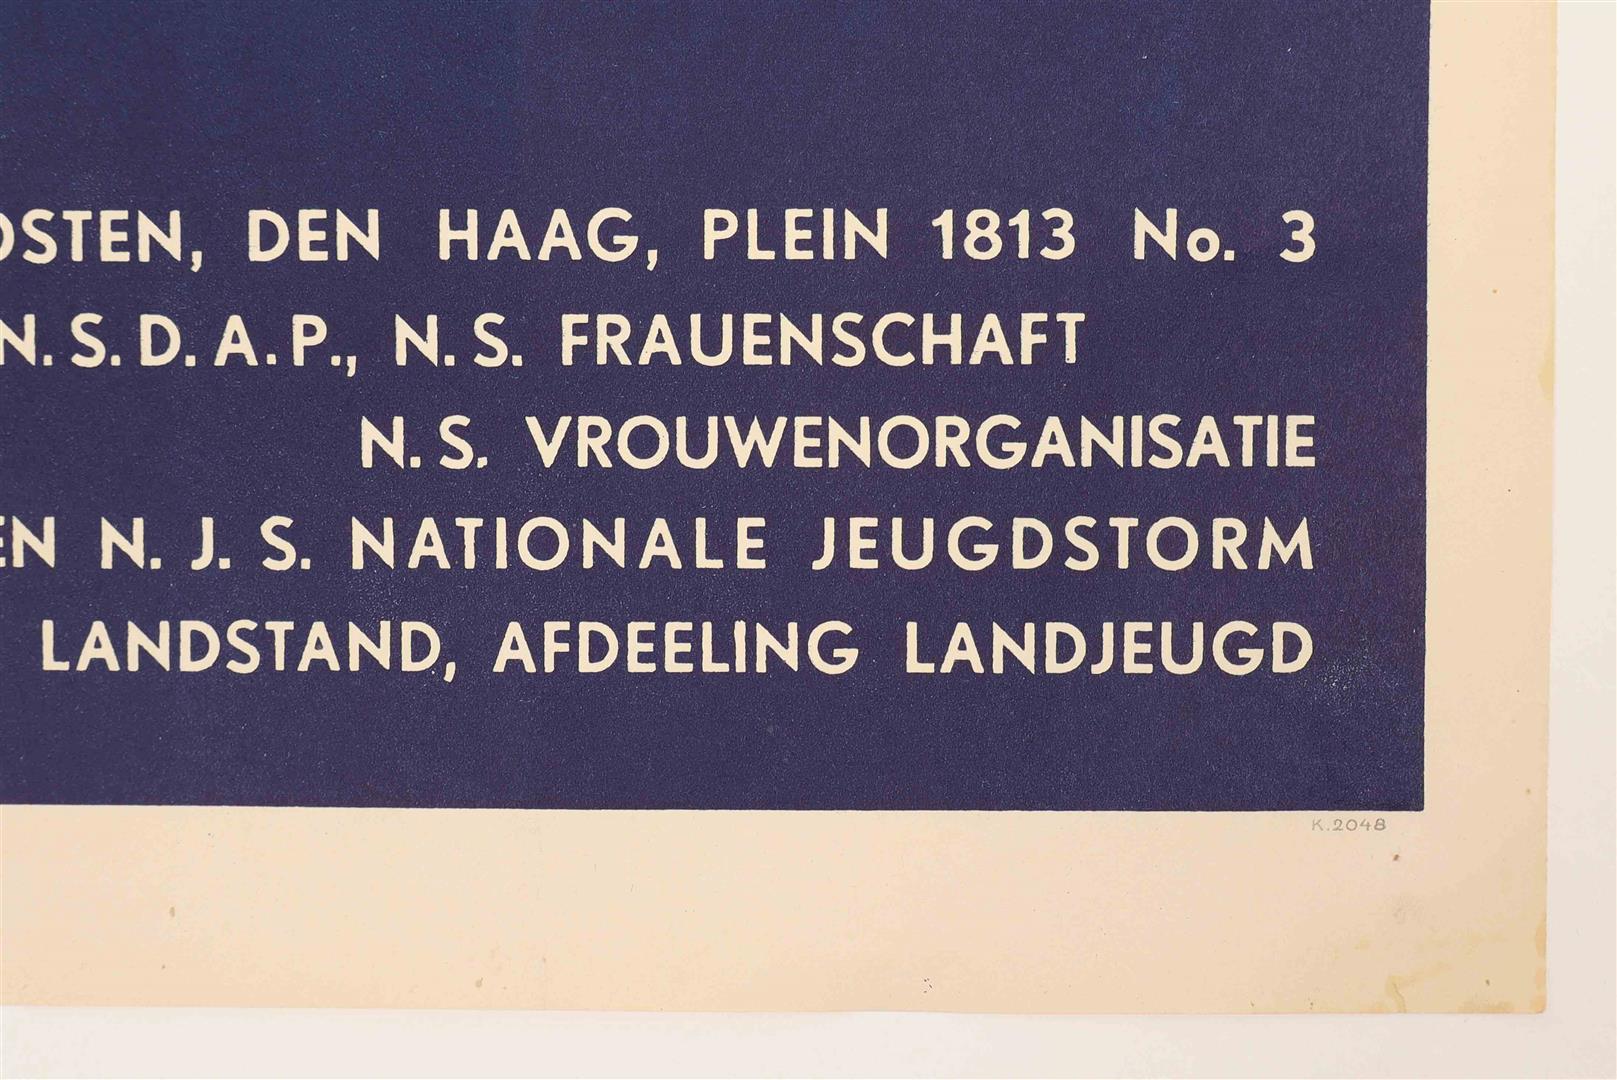 OSTEN, DEN HAAG, PLEIN 1813 No. 3
N.S.D.A.P., N.S. FRAUENSCHAFT
N.S. VROUWENORGANISATIE
EN N. J. S. NATIONALE JEUGDSTORM
LANDSTAND, AFDEELING LANDJEUGD
K.2048